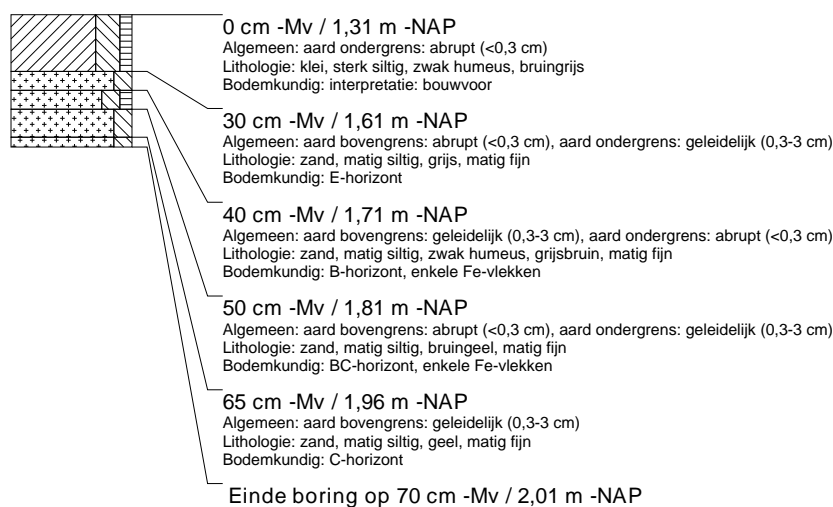 0 cm -Mv / 1,31 m -NAP
Algemeen: aard ondergrens: abrupt (<0,3 cm)
Lithologie: klei, sterk siltig, zwak humeus, bruingrijs
Bodemkundig: interpretatie: bouwvoor
30 cm -Mv / 1,61 m -NAP
Algemeen: aard bovengrens: abrupt (<0,3 cm), aard ondergrens: geleidelijk (0,3-3 cm)
Lithologie: zand, matig siltig, grijs, matig fijn
Bodemkundig: E-horizont
40 cm -Mv / 1,71 m -NAP
Algemeen: aard bovengrens: geleidelijk (0,3-3 cm), aard ondergrens: abrupt (<0,3 cm)
Lithologie: zand, matig siltig, zwak humeus, grijsbruin, matig fijn
Bodemkundig: B-horizont, enkele Fe-vlekken
50 cm -Mv / 1,81 m -NAP
Algemeen: aard bovengrens: abrupt (<0,3 cm), aard ondergrens: geleidelijk (0,3-3 cm)
Lithologie: zand, matig siltig, bruingeel, matig fijn
Bodemkundig: BC-horizont, enkele Fe-vlekken
65 cm -Mv / 1,96 m -NAP
Algemeen: aard bovengrens: geleidelijk (0,3-3 cm)
Lithologie: zand, matig siltig, geel, matig fijn
Bodemkundig: C-horizont
Einde boring op 70 cm -Mv / 2,01 m -NAP